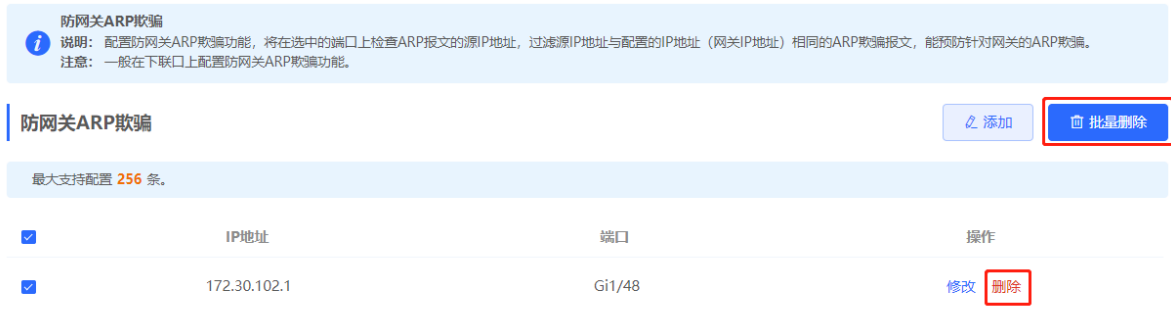 防网关ARP欺骗
说明： 配置防网关ARP欺骗功能，将在选中的端口上检查ARP报文的源IP地址，过滤源IP地址与配置的IP地址（网关IP地址）相同的ARP欺骗报文，能预防针对网关的ARP欺骗。
注意： 一般在下联口上配置防网关ARP欺骗功能。
防网关ARP欺骗 添加 批量删除
最大支持配置 256 条。
IP地址 端口 操作
172.30.102.1 Gi1/48 修改 删除